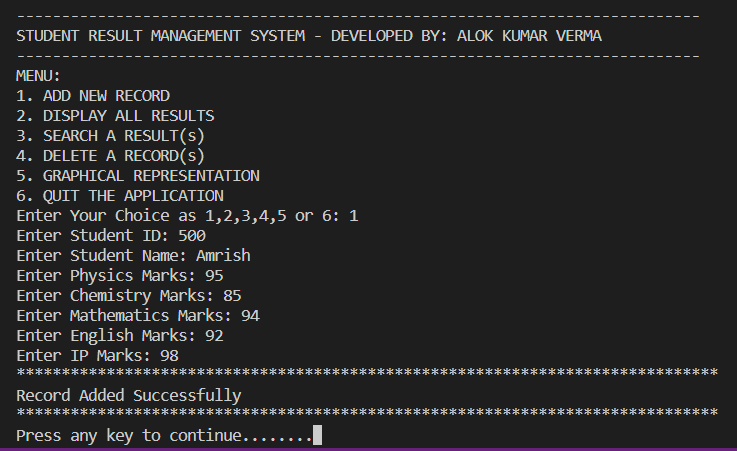 ----------------------------------------------------------------------------
STUDENT RESULT MANAGEMENT SYSTEM - DEVELOPED BY: ALOK KUMAR VERMA
----------------------------------------------------------------------------
MENU:
1. ADD NEW RECORD
2. DISPLAY ALL RESULTS
3. SEARCH A RESULT(s)
4. DELETE A RECORD(s)
5. GRAPHICAL REPRESENTATION
6. QUIT THE APPLICATION
Enter Your Choice as 1,2,3,4,5 or 6: 1
Enter Student ID: 500
Enter Student Name: Amrish
Enter Physics Marks: 95
Enter Chemistry Marks: 85
Enter Mathematics Marks: 94
Enter English Marks: 92
Enter IP Marks: 98
******************************************************************************
Record Added Successfully
******************************************************************************
Press any key to continue........